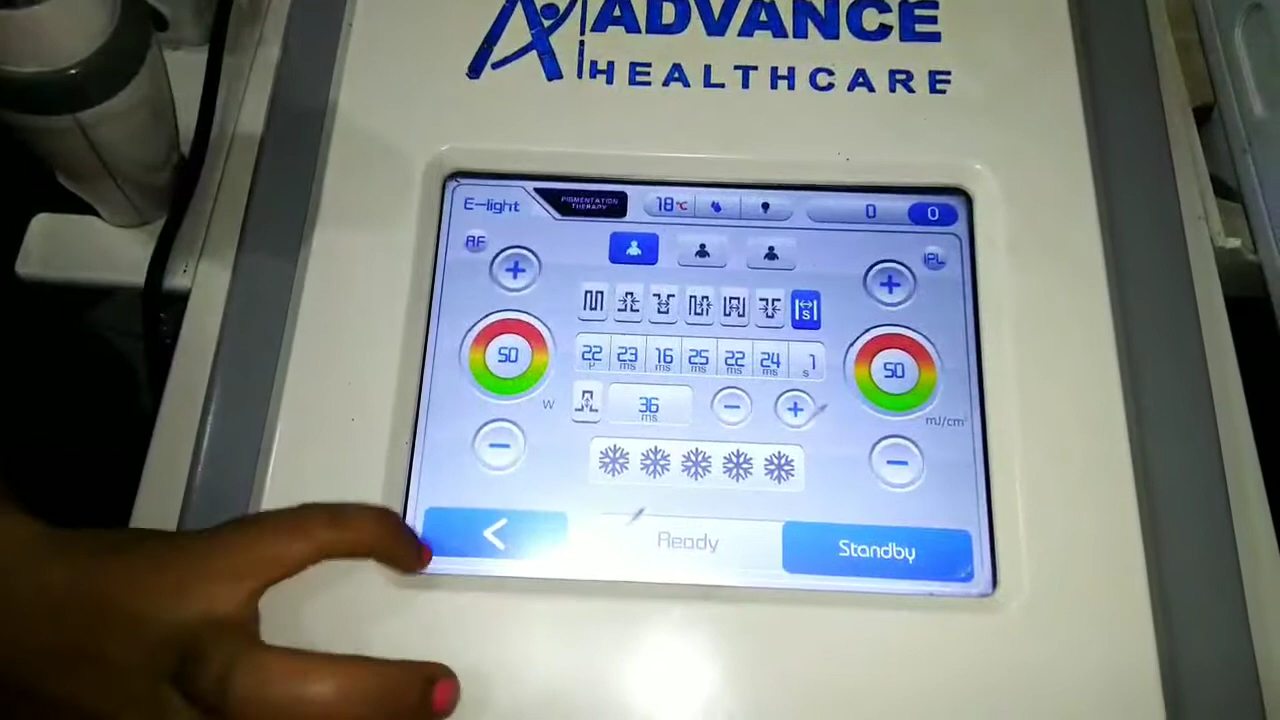 ADVANCE
HEALTHCARE
E-light
PIGMENTATION
THERAPY
18°C
0
0
RF
IPL
S
50
W
22 P
23 ms
16 ms
25 ms
22 ms
24 ms
1 s
50
mJ/cm²
36 ms
<
Ready
Standby